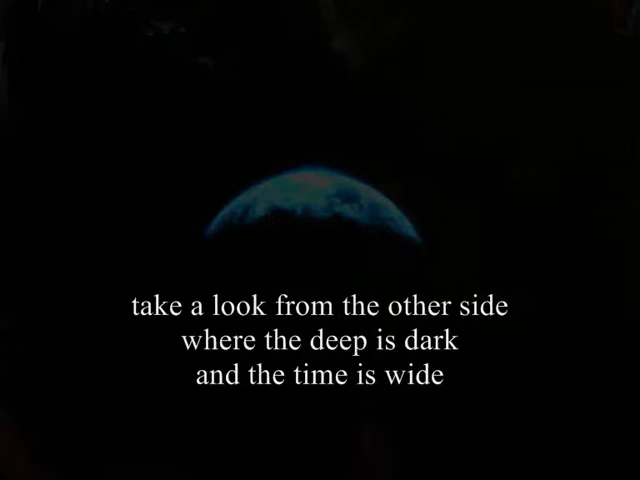 take a look from the other side
where the deep is dark
and the time is wide